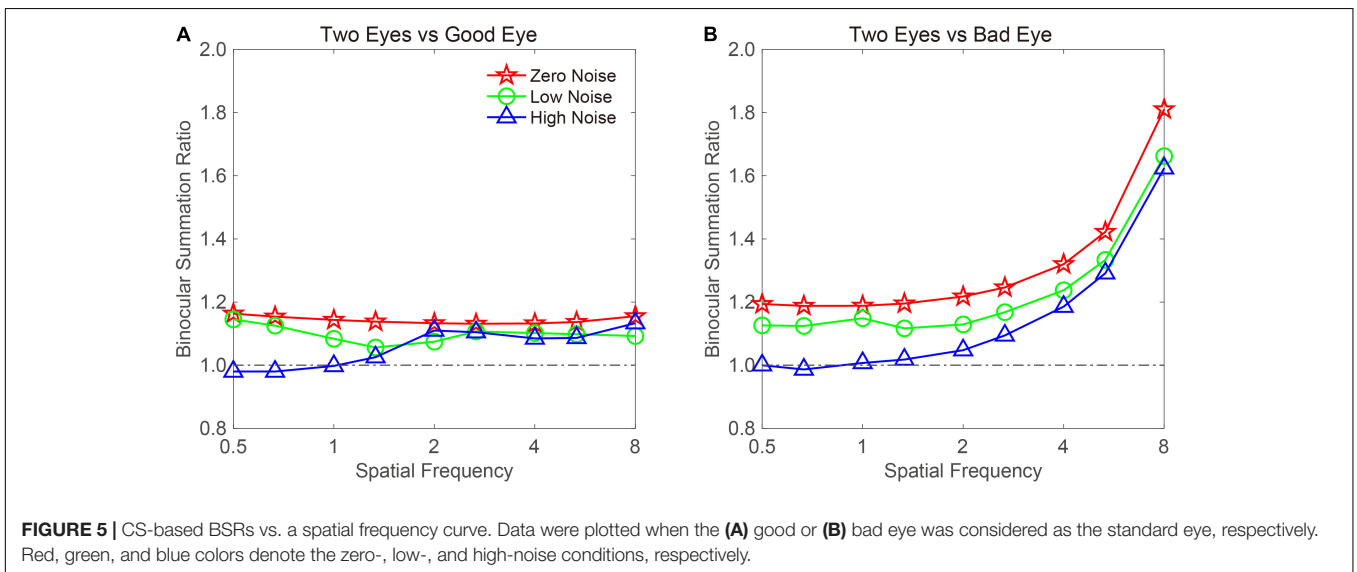 A
Two Eyes vs Good Eye
2.0
1.8
1.6
1.4
1.2
1.0
0.8
Binocular Summation Ratio
Zero Noise
Low Noise
High Noise
0.5 1 2 4 8
Spatial Frequency
B
Two Eyes vs Bad Eye
2.0
1.8
1.6
1.4
1.2
1.0
0.8
Binocular Summation Ratio
0.5 1 2 4 8
Spatial Frequency
FIGURE 5 | CS-based BSRs vs. a spatial frequency curve. Data were plotted when the (A) good or (B) bad eye was considered as the standard eye, respectively.
Red, green, and blue colors denote the zero-, low-, and high-noise conditions, respectively.